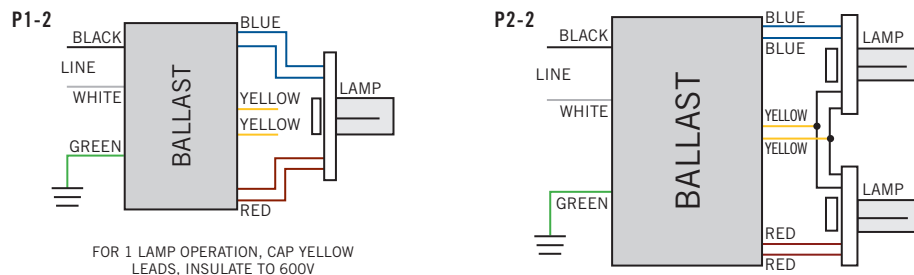 P1-2
BLACK
LINE
WHITE
GREEN
BALLAST
BLUE
YELLOW
YELLOW
RED
LAMP
FOR 1 LAMP OPERATION, CAP YELLOW
LEADS, INSULATE TO 600V
P2-2
BLACK
LINE
WHITE
GREEN
BALLAST
BLUE
BLUE
YELLOW
YELLOW
RED
RED
LAMP
LAMP